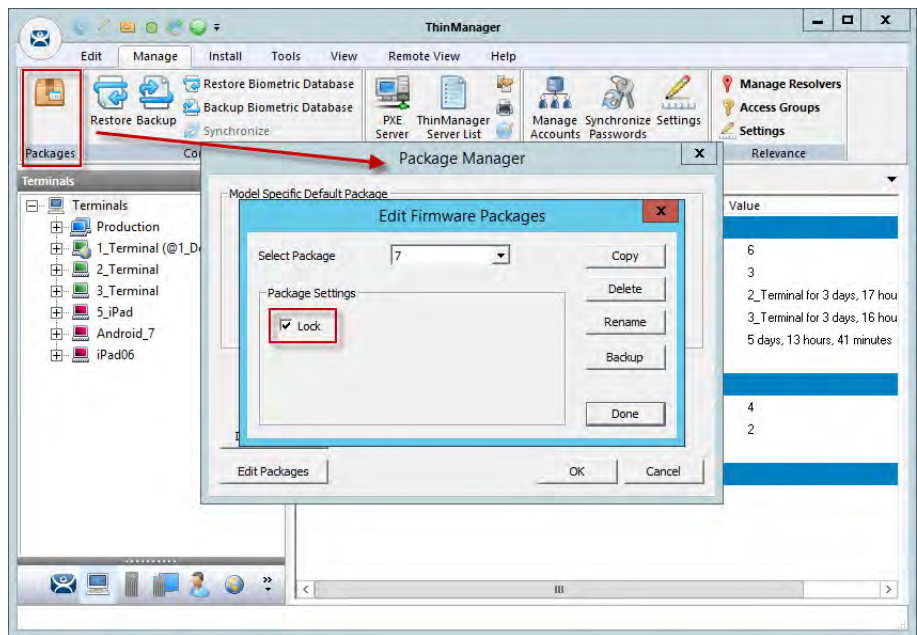 ThinManager
Edit Manage Install Tools View Remote View Help
Restore Biometric Database
Backup Biometric Database
Synchronize
Restore Backup
PXE Server
ThinManager Server List
Manage Accounts
Synchronize Passwords
Settings
Manage Resolvers
Access Groups
Settings
Packages
Co
Relevance
Terminals
Package Manager
Model Specific Default Package
Edit Firmware Packages
Value
Terminals
Production
1_Terminal (@1_De
2_Terminal
3_Terminal
5_iPad
Android_7
iPad06
Select Package 7
Package Settings
Lock
Copy
Delete
Rename
Backup
Done
6
3
2_Terminal for 3 days, 17 hou
3_Terminal for 3 days, 16 hou
5 days, 13 hours, 41 minutes
4
2
Edit Packages OK Cancel